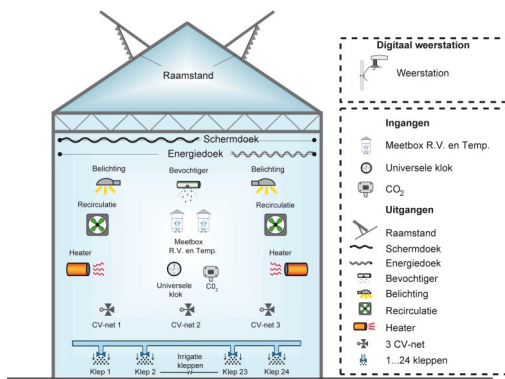 Raamstand
Schermdoek
Energiedoek
Belichting
Bevochtiger
Belichting
Recirculatie
Recirculatie
Meetbox
R.V. en Temp.
Heater
Heater
Universele
klok
C0₂
CV-net 1
CV-net 2
CV-net 3
Irrigatie
kleppen
Klep 1
Klep 2
Klep 23
Klep 24
Digitaal weerstation
Weerstation
Ingangen
Meetbox R.V. en Temp.
Universele klok
CO₂
Uitgangen
Raamstand
Schermdoek
Energiedoek
Bevochtiger
Belichting
Recirculatie
Heater
3 CV-net
1...24 kleppen